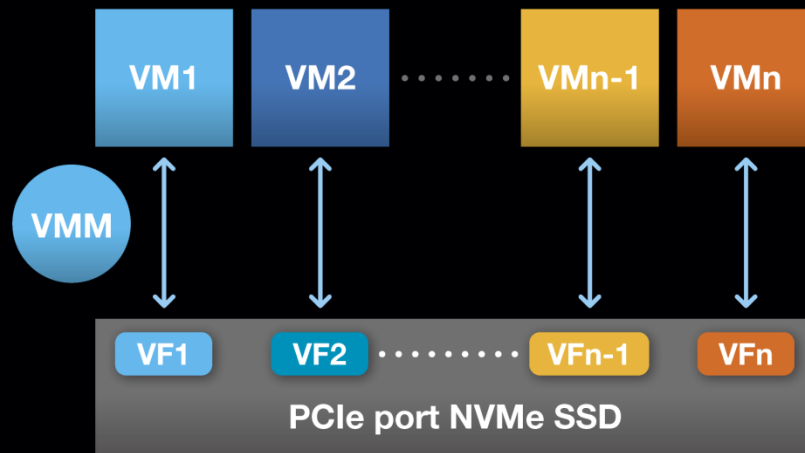 VM1 VM2 VMn-1 VMn
VMM
VF1 VF2 VFn-1 VFn
PCIe port NVMe SSD